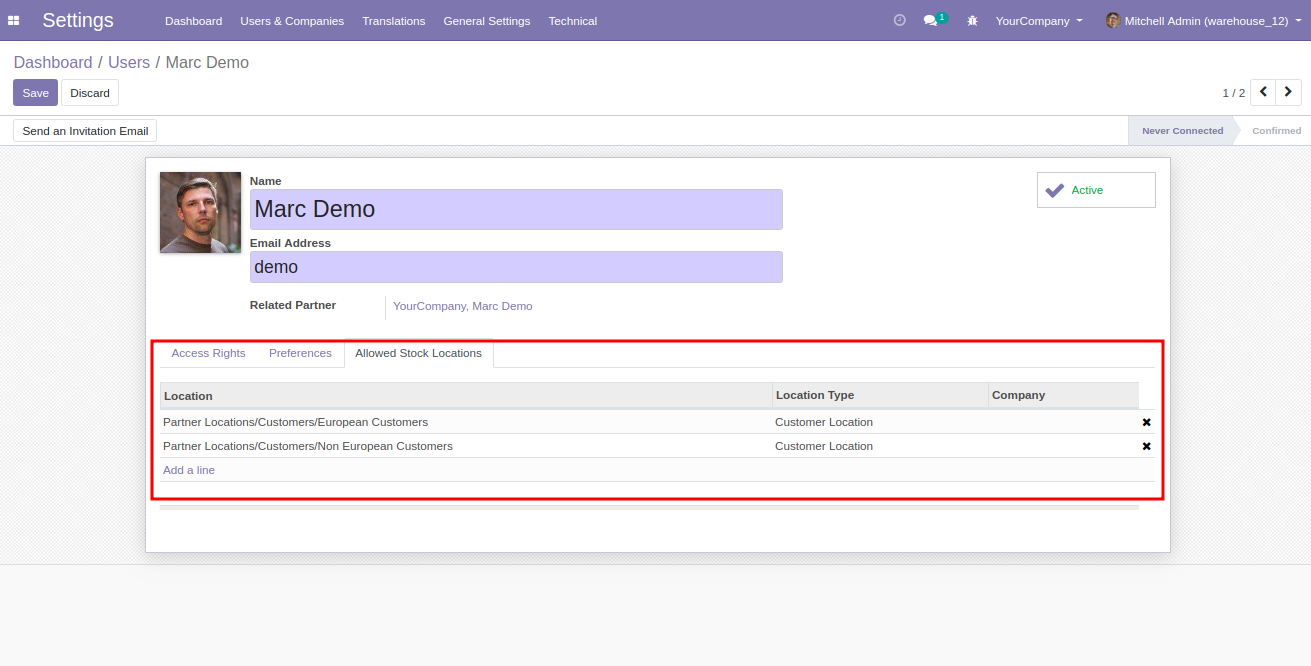 Settings Dashboard Users & Companies Translations General Settings Technical 1 YourCompany Mitchell Admin (warehouse_12)
Dashboard / Users / Marc Demo
Save Discard 1 / 2
Send an Invitation Email Never Connected Confirmed
Name
Marc Demo
Active
Email Address
demo
Related Partner YourCompany, Marc Demo
Access Rights Preferences Allowed Stock Locations
Location Location Type Company
Partner Locations/Customers/European Customers Customer Location
Partner Locations/Customers/Non European Customers Customer Location
Add a line